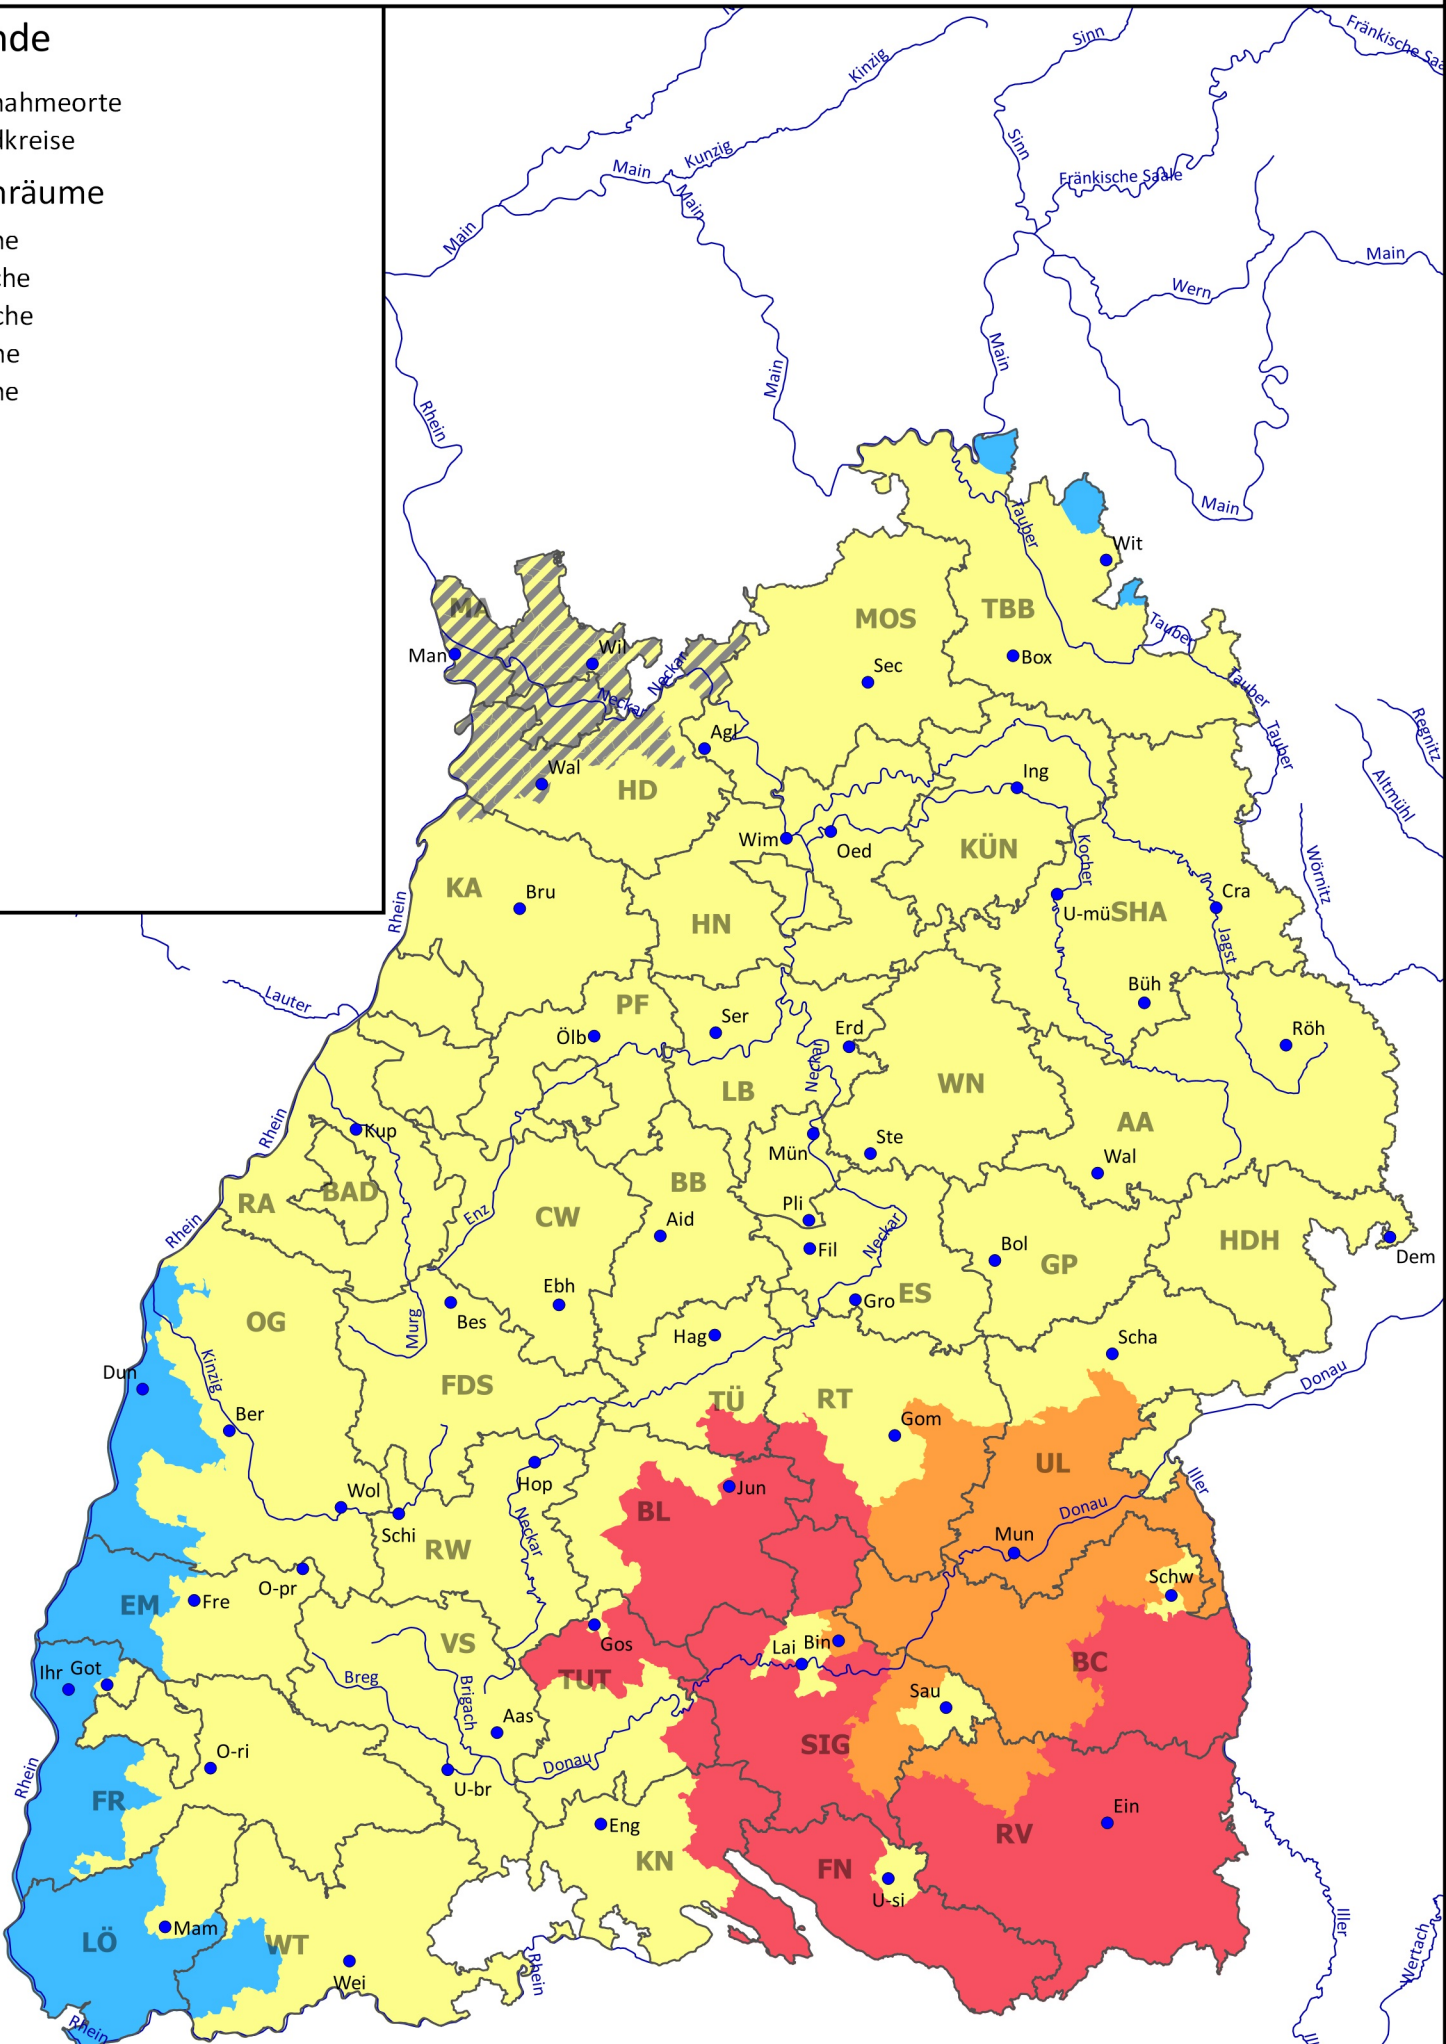 nde
nahmeorte
dkreise
nräume
ne
che
che
ne
ne
Kinzig
Sinn
Fränkische Saa
Kunzig
Main
Sinn
Main
Fränkische Saale
Main
Main
Wern
Main
Main
Rhein
Main
Tauber
Wit
MA
MOS
TBB
Tauber
Man
Wil
Neckar
Sec
Box
Neckar
Tauber
Agl
Tauber
Regnitz
Wal
HD
Ing
Altmühl
Wim
Oed
KÜN
Kocher
Wörnitz
KA
Bru
Rhein
HN
U-mü
SHA
Cra
Jagst
Büh
Lauter
PF
Ölb
Ser
Erd
Röh
Neckar
LB
WN
Rhein
Kup
Mün
Ste
AA
Wal
RA
BAD
BB
Enz
CW
Aid
Pli
Rhein
Fil
Neckar
Bol
GP
HDH
Dem
Ebh
OG
Bes
Murg
Gro
ES
Hag
Scha
Dun
Kinzig
FDS
TÜ
RT
Donau
Ber
Gom
UL
Iller
Wol
Hop
Jun
Schi
BL
Donau
Neckar
RW
Mun
O-pr
Schw
EM
Fre
VS
Gos
Lai
Bin
BC
Ihr
Got
Breg
Brigach
TUT
Sau
Aas
SIG
O-ri
Donau
U-br
Rhein
FR
Eng
Ein
KN
FN
RV
U-si
Mam
LÖ
WT
Wei
Rhein
Iller
Wertach
Rhein